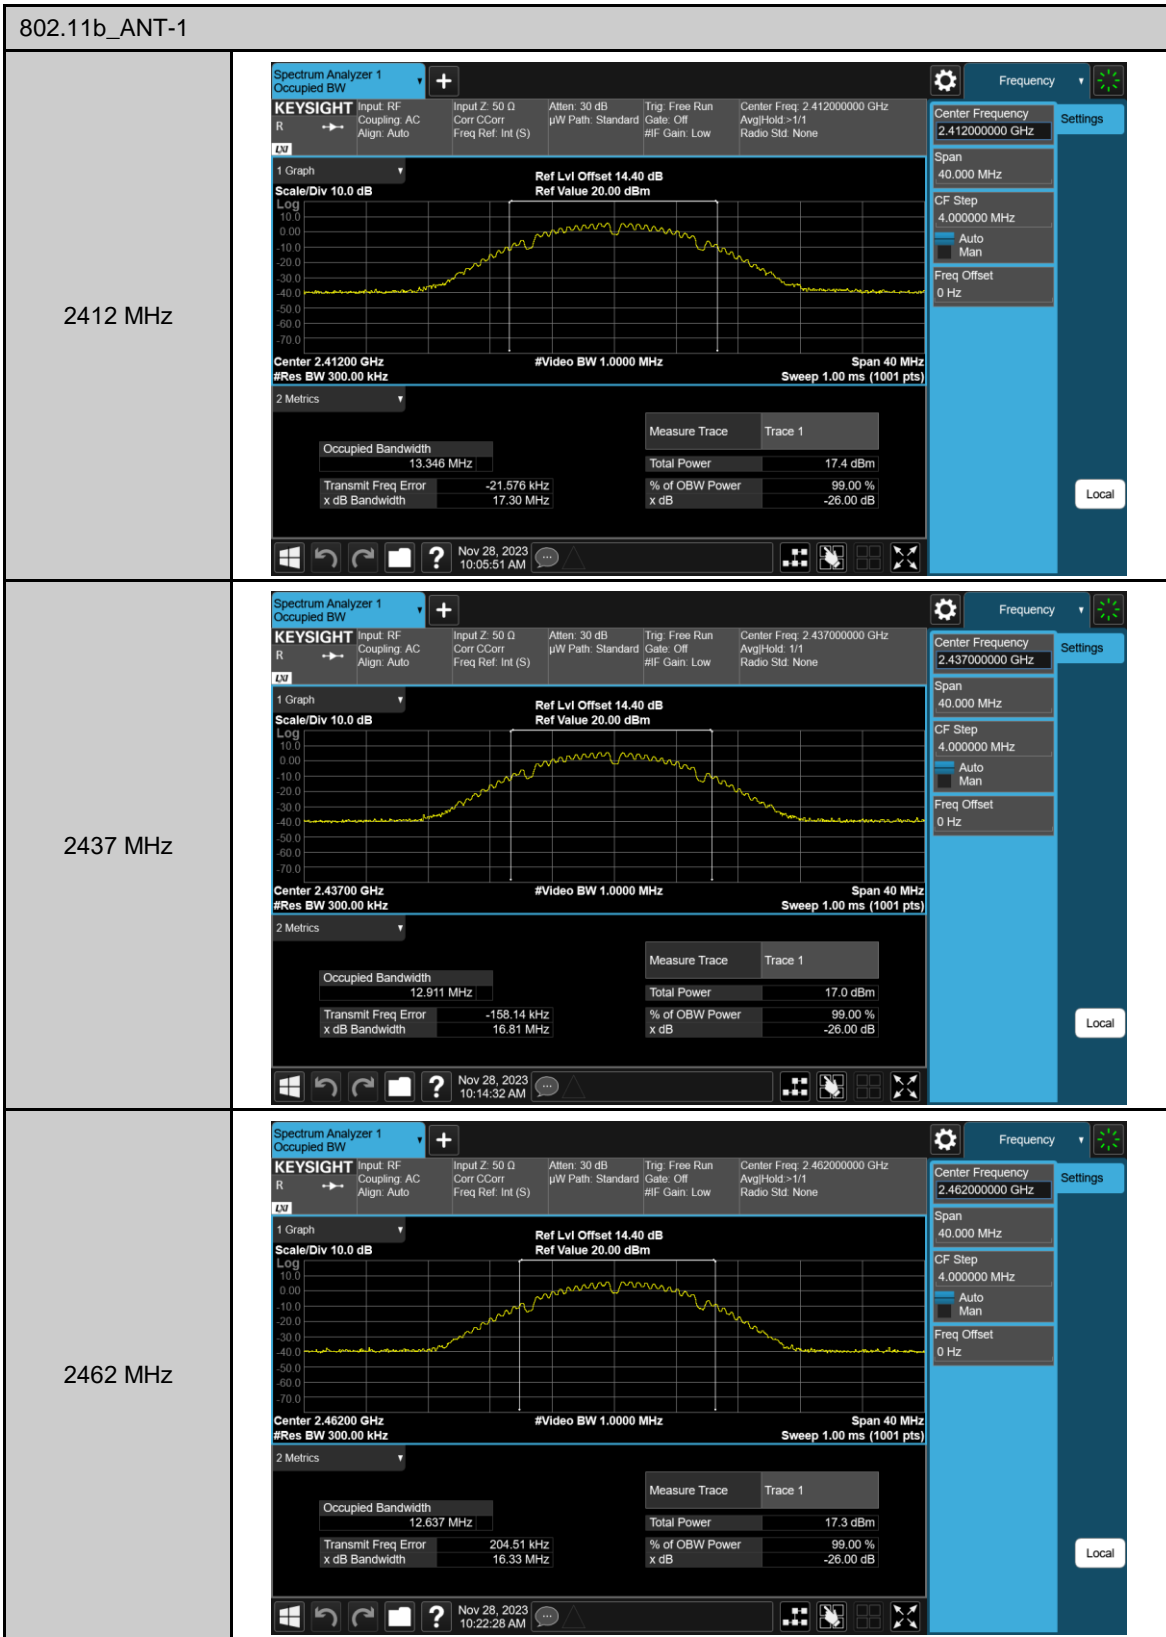 802.11b_ANT-1
2412 MHz
Spectrum Analyzer 1
Occupied BW
Frequency
KEYSIGHT Input: RF Input Z: 50 Ω Atten: 30 dB Trig: Free Run Center Freq: 2.412000000 GHz
R Coupling: AC Corr CCorr µW Path: Standard Gate: Off Avg|Hold:>1/1
Align: Auto Freq Ref: Int (S) #IF Gain: Low Radio Std: None
LXI
Center Frequency
2.412000000 GHz
Settings
Span
40.000 MHz
CF Step
4.000000 MHz
Auto
Man
Freq Offset
0 Hz
Local
1 Graph
Scale/Div 10.0 dB
Ref Lvl Offset 14.40 dB
Ref Value 20.00 dBm
Log
10.0
0.00
-10.0
-20.0
-30.0
-40.0
-50.0
-60.0
-70.0
Center 2.41200 GHz #Video BW 1.0000 MHz Span 40 MHz
#Res BW 300.00 kHz Sweep 1.00 ms (1001 pts)
2 Metrics
Measure Trace Trace 1
Occupied Bandwidth
13.346 MHz
Total Power 17.4 dBm
Transmit Freq Error -21.576 kHz % of OBW Power 99.00 %
x dB Bandwidth 17.30 MHz x dB -26.00 dB
?
Nov 28, 2023
10:05:51 AM
2437 MHz
Spectrum Analyzer 1
Occupied BW
Frequency
KEYSIGHT Input: RF Input Z: 50 Ω Atten: 30 dB Trig: Free Run Center Freq: 2.437000000 GHz
R Coupling: AC Corr CCorr µW Path: Standard Gate: Off Avg|Hold: 1/1
Align: Auto Freq Ref: Int (S) #IF Gain: Low Radio Std: None
LXI
Center Frequency
2.437000000 GHz
Settings
Span
40.000 MHz
CF Step
4.000000 MHz
Auto
Man
Freq Offset
0 Hz
Local
1 Graph
Scale/Div 10.0 dB
Ref Lvl Offset 14.40 dB
Ref Value 20.00 dBm
Log
10.0
0.00
-10.0
-20.0
-30.0
-40.0
-50.0
-60.0
-70.0
Center 2.43700 GHz #Video BW 1.0000 MHz Span 40 MHz
#Res BW 300.00 kHz Sweep 1.00 ms (1001 pts)
2 Metrics
Measure Trace Trace 1
Occupied Bandwidth
12.911 MHz
Total Power 17.0 dBm
Transmit Freq Error -158.14 kHz % of OBW Power 99.00 %
x dB Bandwidth 16.81 MHz x dB -26.00 dB
?
Nov 28, 2023
10:14:32 AM
2462 MHz
Spectrum Analyzer 1
Occupied BW
Frequency
KEYSIGHT Input: RF Input Z: 50 Ω Atten: 30 dB Trig: Free Run Center Freq: 2.462000000 GHz
R Coupling: AC Corr CCorr µW Path: Standard Gate: Off Avg|Hold:>1/1
Align: Auto Freq Ref: Int (S) #IF Gain: Low Radio Std: None
LXI
Center Frequency
2.462000000 GHz
Settings
Span
40.000 MHz
CF Step
4.000000 MHz
Auto
Man
Freq Offset
0 Hz
Local
1 Graph
Scale/Div 10.0 dB
Ref Lvl Offset 14.40 dB
Ref Value 20.00 dBm
Log
10.0
0.00
-10.0
-20.0
-30.0
-40.0
-50.0
-60.0
-70.0
Center 2.46200 GHz #Video BW 1.0000 MHz Span 40 MHz
#Res BW 300.00 kHz Sweep 1.00 ms (1001 pts)
2 Metrics
Measure Trace Trace 1
Occupied Bandwidth
12.637 MHz
Total Power 17.3 dBm
Transmit Freq Error 204.51 kHz % of OBW Power 99.00 %
x dB Bandwidth 16.33 MHz x dB -26.00 dB
?
Nov 28, 2023
10:22:28 AM